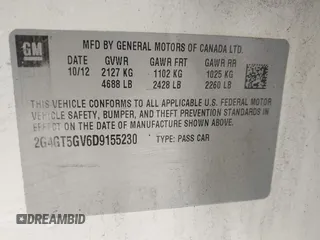 GM
MFD BY GENERAL MOTORS OF CANADA LTD.
DATE GVWR GAWR FRT GAWR RR
10/12 2127 KG 1102 KG 1025 KG
4688 LB 2428 LB 2260 LB
THIS VEHICLE CONFORMS TO ALL APPLICABLE U.S. FEDERAL MOTOR
VEHICLE SAFETY, BUMPER, AND THEFT PREVENTION STANDARDS IN
EFFECT ON THE DATE OF MANUFACTURE SHOWN ABOVE.
2G4GT5GV6D9155230 TYPE: PASS CAR
AUTOHELPERBOT.COM